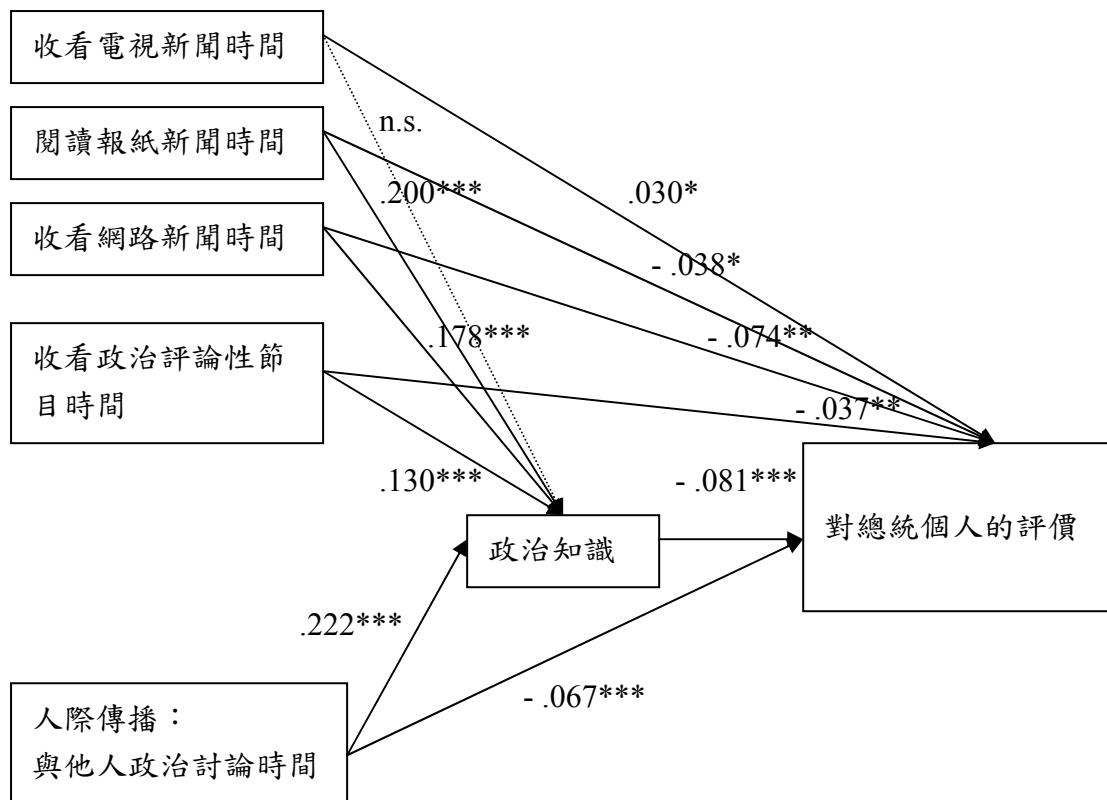 收看電視新聞時間
n.s.
閱讀報紙新聞時間
.200***
.030*
收看網路新聞時間
- .038*
.178***
- .074**
收看政治評論性節
目時間
- .037**
.130***
- .081***
對總統個人的評價
政治知識
.222***
- .067***
人際傳播：
與他人政治討論時間